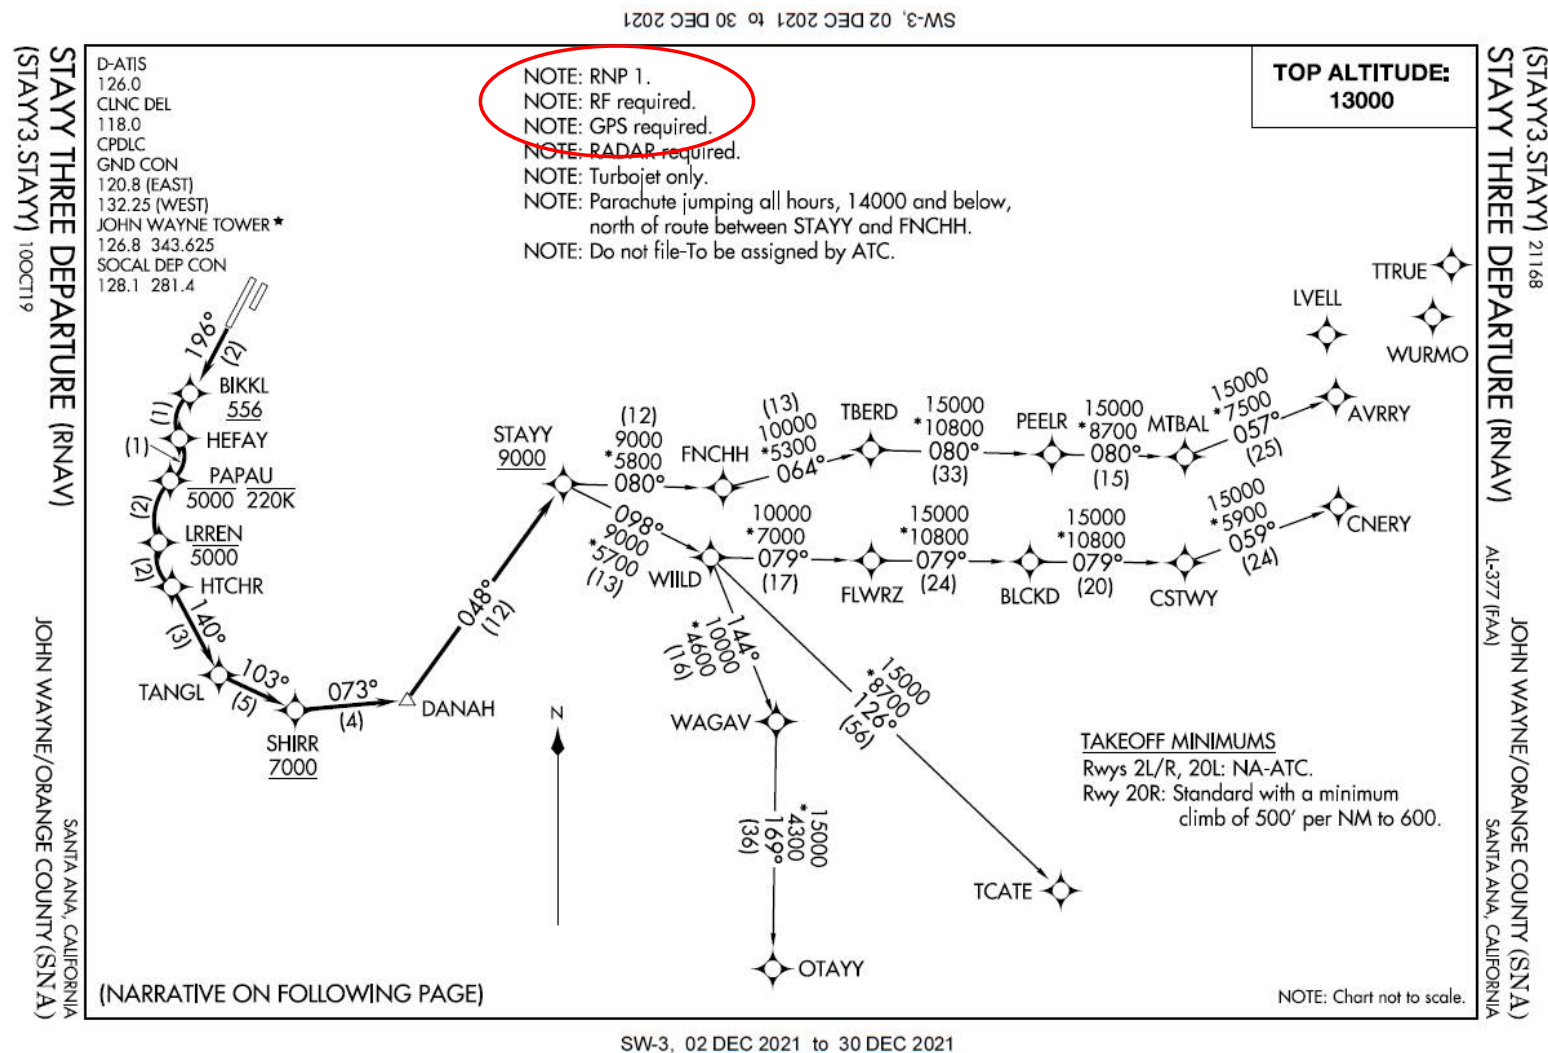 SW-3, 02 DEC 2021 to 30 DEC 2021
(STAYY3.STAYY) 10OCT19
STAYY THREE DEPARTURE (RNAV)
JOHN WAYNE/ORANGE COUNTY (SNA)
SANTA ANA, CALIFORNIA
D-ATIS
126.0
CLNC DEL
118.0
CPDLC
GND CON
120.8 (EAST)
132.25 (WEST)
JOHN WAYNE TOWER★
126.8 343.625
SOCAL DEP CON
128.1 281.4
NOTE: RNP 1.
NOTE: RF required.
NOTE: GPS required.
NOTE: RADAR required.
NOTE: Turbojet only.
NOTE: Parachute jumping all hours, 14000 and below,
north of route between STAYY and FNCHH.
NOTE: Do not file-To be assigned by ATC.
TOP ALTITUDE:
13000
196°
(2)
BIKKL
556
(1)
HEFAY
(1)
PAPAU
5000 220K
(2)
LRREN
5000
(2)
HTCHR
140°
(3)
TANGL
103°
(5)
SHIRR
7000
073°
(4)
DANAH
048°
(12)
STAYY
9000
(12)
9000
*5800
080°
FNCHH
(13)
10000
*5300
064°
TBERD
15000
*10800
080°
(33)
PEELR
15000
*8700
080°
(15)
MTBAL
15000
*7500
057°
(25)
AVRRY
LVELL
TTRUE
WURMO
098°
9000
*5700
(13)
WIILD
10000
*7000
079°
(17)
FLWRZ
15000
*10800
079°
(24)
BLCKD
15000
*10800
079°
(20)
CSTWY
15000
*5900
059°
(24)
CNERY
144°
10000
*4600
(16)
WAGAV
15000
*4300
169°
(36)
OTAYY
15000
*8700
126°
(56)
TCATE
N
TAKEOFF MINIMUMS
Rwys 2L/R, 20L: NA-ATC.
Rwy 20R: Standard with a minimum
climb of 500' per NM to 600.
(NARRATIVE ON FOLLOWING PAGE)
NOTE: Chart not to scale.
(STAYY3.STAYY) 21168
STAYY THREE DEPARTURE (RNAV)
AL-377 (FAA)
JOHN WAYNE/ORANGE COUNTY (SNA)
SANTA ANA, CALIFORNIA
SW-3, 02 DEC 2021 to 30 DEC 2021